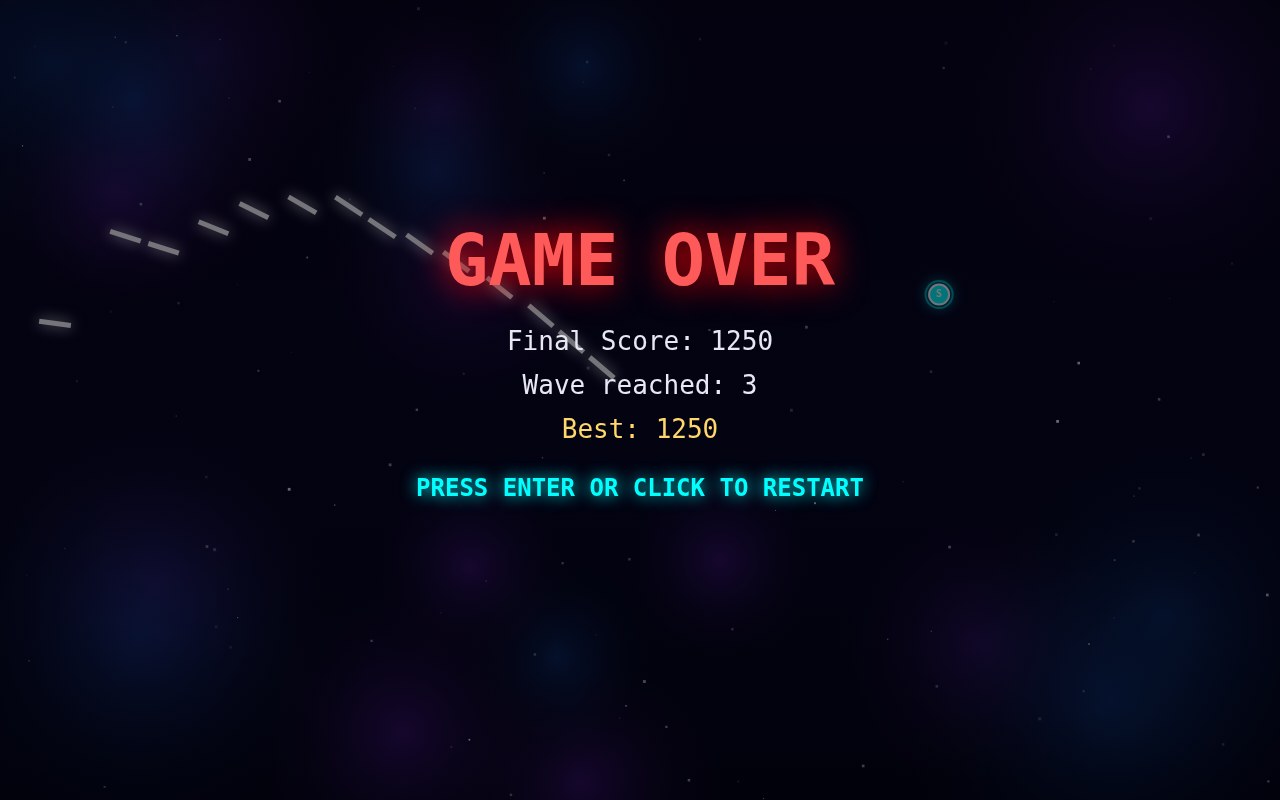 GAME OVER
S
Final Score: 1250
Wave reached: 3
Best: 1250
PRESS ENTER OR CLICK TO RESTART